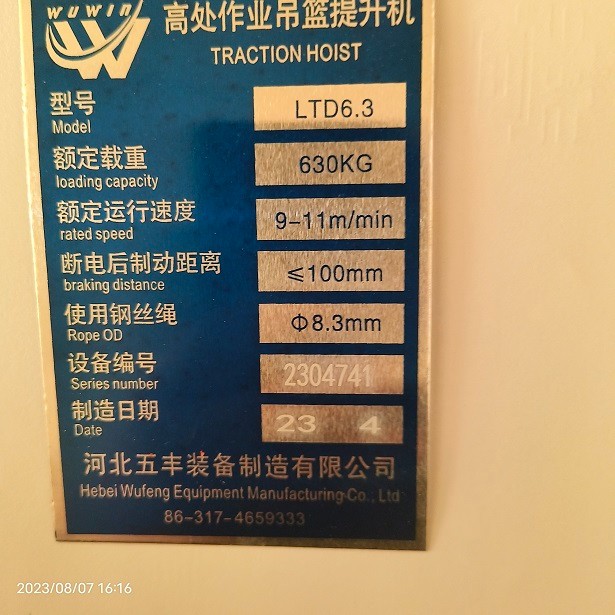 WUWIN
高处作业吊篮提升机
TRACTION HOIST
型号
Model
LTD6.3
额定载重
loading capacity
630KG
额定运行速度
rated speed
9-11m/min
断电后制动距离
braking distance
≤100mm
使用钢丝绳
Rope OD
Φ8.3mm
设备编号
Series number
2304741
制造日期
Date
23 4
河北五丰装备制造有限公司
Hebei Wufeng Equipment Manufacturing Co., Ltd
86-317-4659333
2023/08/07 16:16